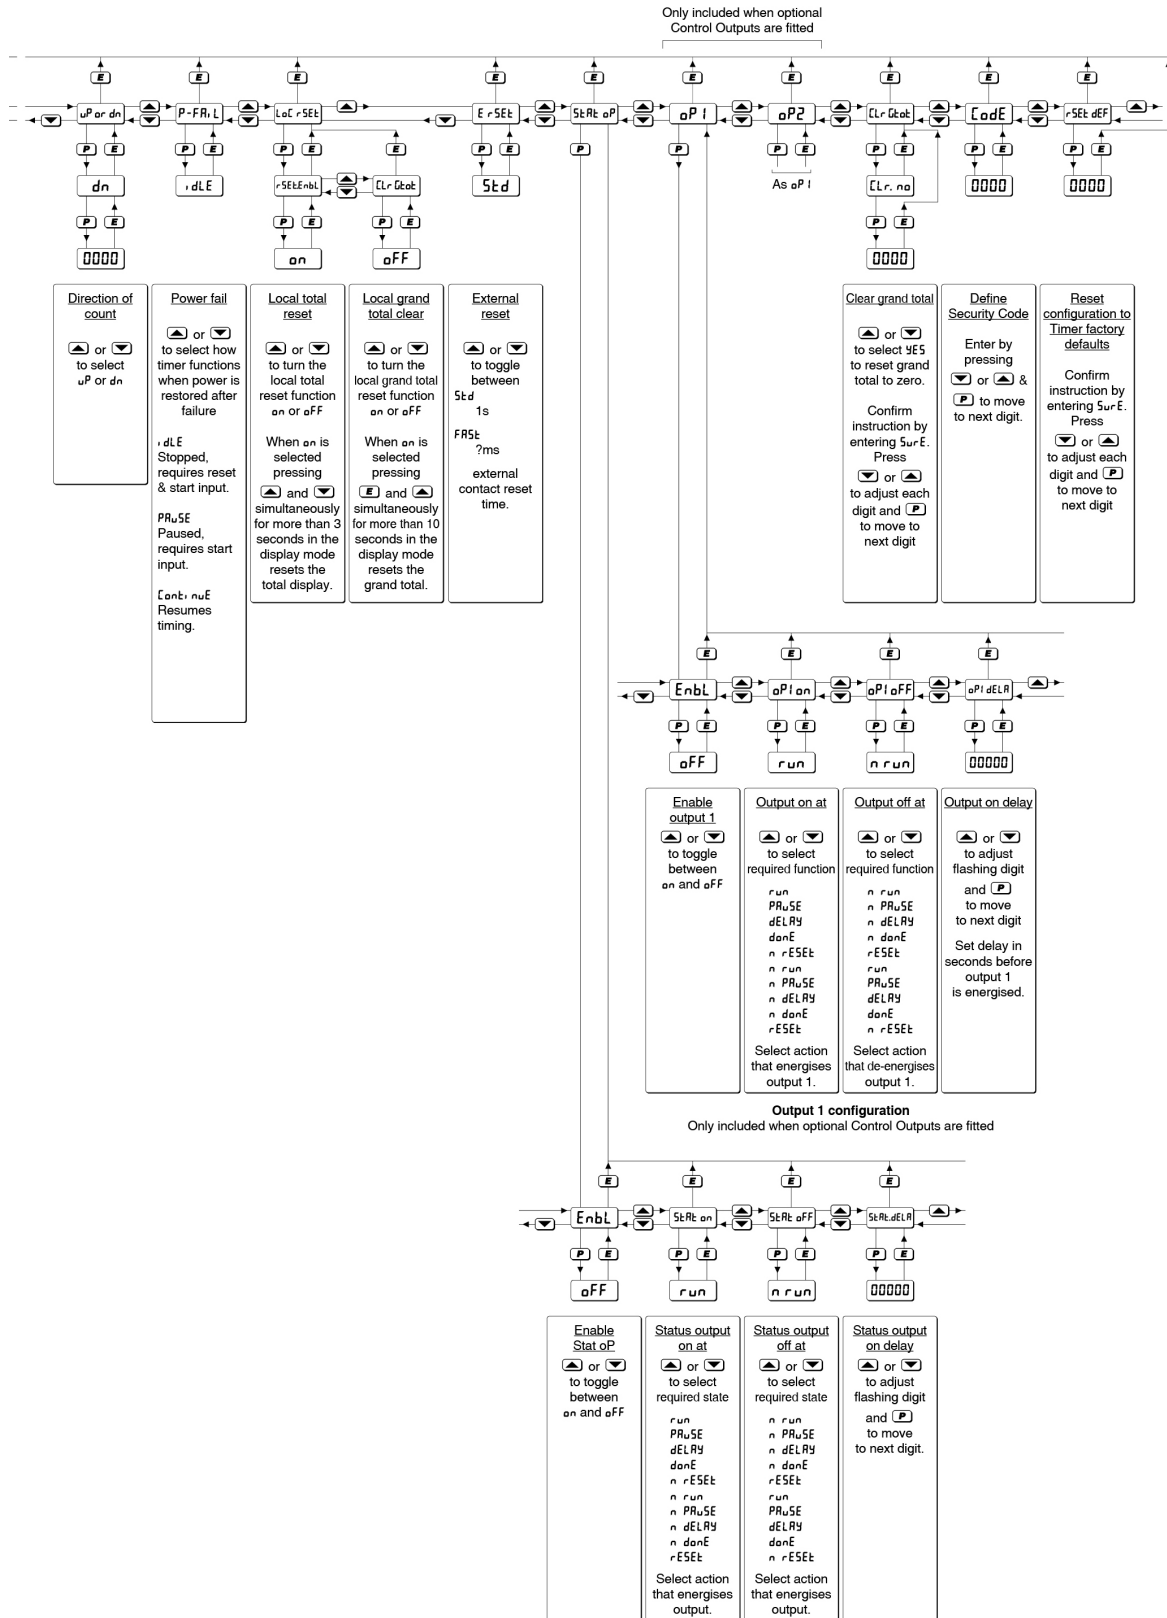 Only included when optional
Control Outputs are fitted
E E E E E E E E E E
uP or dn P-FAiL LoC rSEt E rSEt StAt oP oP1 oP2 CLr Gtot CodE rSEt dEF
P E P E P E E P E P P P E P E P E P E
dn idLE rSEt.EnbL CLr Gtot Std As oP1 CLr. no 0000 0000
P E P E P E P E
0000 on oFF 0000
Direction of
count
or
to select
uP or dn
Power fail
or
to select how
timer functions
when power is
restored after
failure
idLE
Stopped,
requires reset
& start input.
PAuSE
Paused,
requires start
input.
ContinuE
Resumes
timing.
Local total
reset
or
to turn the
local total
reset function
on or oFF
When on is
selected
pressing
and
simultaneously
for more than 3
seconds in the
display mode
resets the
total display.
Local grand
total clear
or
to turn the
local grand total
reset function
on or oFF
When on is
selected
pressing
E and
simultaneously
for more than 10
seconds in the
display mode
resets the
grand total.
External
reset
or
to toggle
between
Std
1s
FASt
?ms
external
contact reset
time.
Clear grand total
or
to select YES
to reset grand
total to zero.
Confirm
instruction by
entering SurE.
Press
or
to adjust each
digit and P
to move to
next digit
Define
Security Code
Enter by
pressing
or &
P to move
to next digit.
Reset
configuration to
Timer factory
defaults
Confirm
instruction by
entering SurE.
Press
or
to adjust each
digit and P
to move to
next digit
E E E E
EnbL oP1 on oP1 oFF oP1 dELA
P E P E P E P E
oFF run n run 00000
Enable
output 1
or
to toggle
between
on and oFF
Output on at
or
to select
required function
run
PAuSE
dELAY
donE
n rESEt
n run
n PAuSE
n dELAY
n donE
rESEt
Select action
that energises
output 1.
Output off at
or
to select
required function
n run
n PAuSE
n dELAY
n donE
rESEt
run
PAuSE
dELAY
donE
n rESEt
Select action
that de-energises
output 1.
Output on delay
or
to adjust
flashing digit
and P
to move
to next digit
Set delay in
seconds before
output 1
is energised.
Output 1 configuration
Only included when optional Control Outputs are fitted
E E E E
EnbL StAt on StAt oFF StAt.dELA
P E P E P E P E
oFF run n run 00000
Enable
Stat oP
or
to toggle
between
on and oFF
Status output
on at
or
to select
required state
run
PAuSE
dELAY
donE
n rESEt
n run
n PAuSE
n dELAY
n donE
rESEt
Select action
that energises
output.
Status output
off at
or
to select
required state
n run
n PAuSE
n dELAY
n donE
rESEt
run
PAuSE
dELAY
donE
n rESEt
Select action
that energises
output.
Status output
on delay
or
to adjust
flashing digit
and P
to move
to next digit.